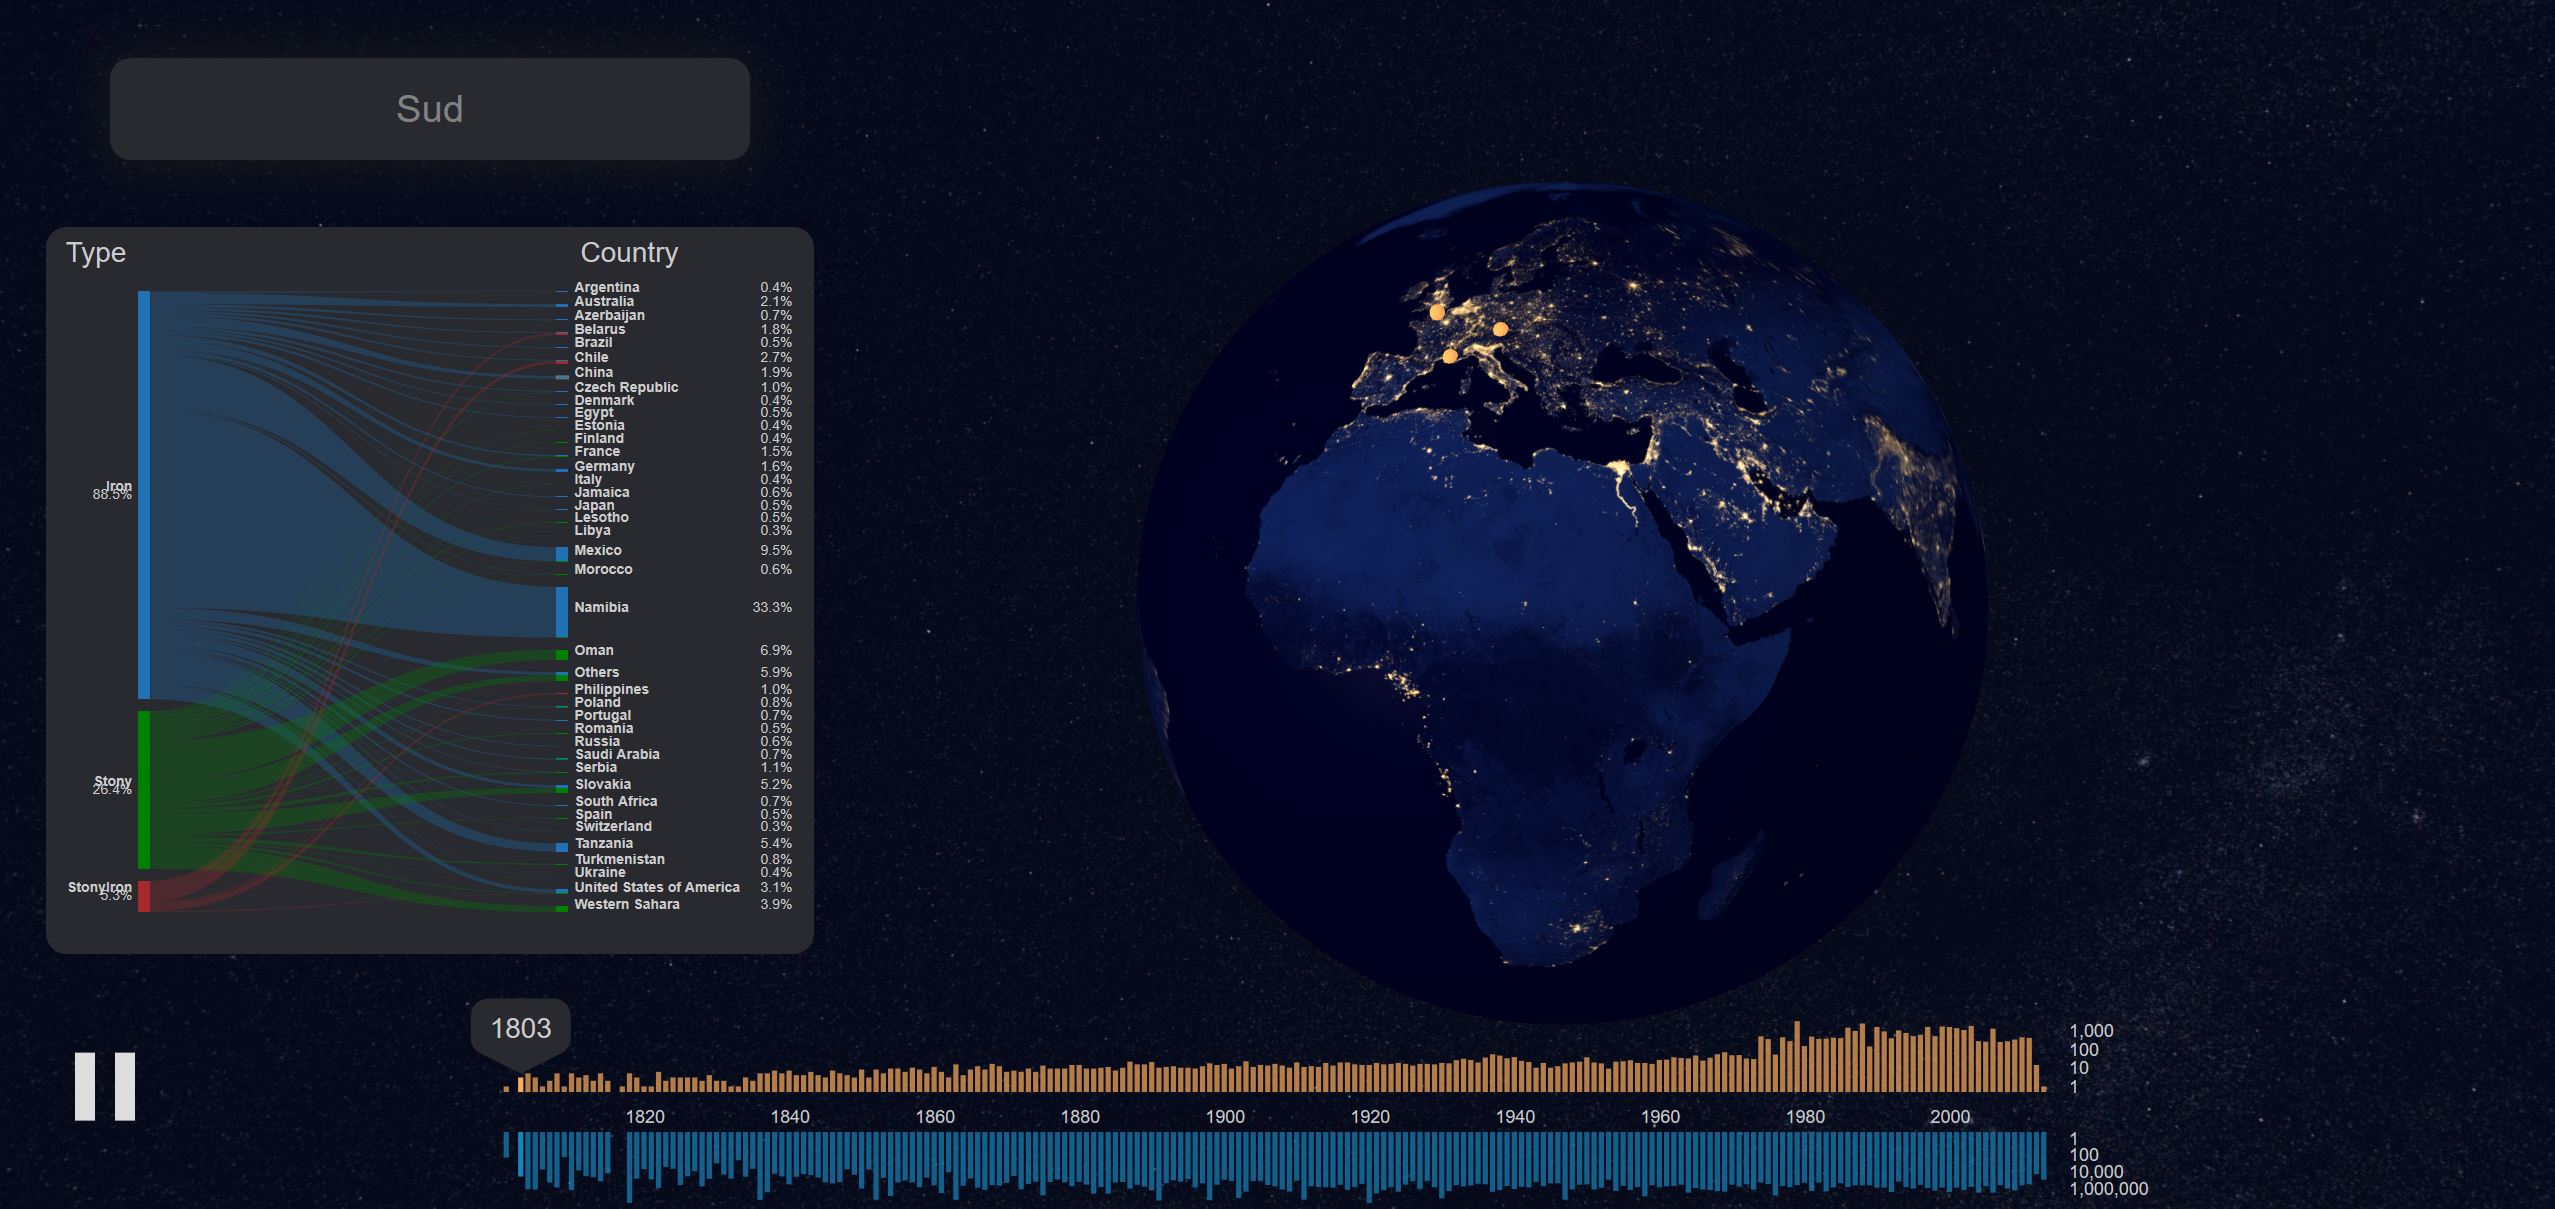 Sud
Type Country
Argentina 0.4%
Australia 2.1%
Azerbaijan 0.7%
Belarus 1.8%
Brazil 0.5%
Chile 2.7%
China 1.9%
Czech Republic 1.0%
Denmark 0.4%
Egypt 0.5%
Estonia 0.4%
Finland 0.4%
France 1.5%
Germany 1.6%
Italy 0.4%
Iron
88.5%
Jamaica 0.6%
Japan 0.5%
Lesotho 0.5%
Libya 0.3%
Mexico 9.5%
Morocco 0.6%
Namibia 33.3%
Oman 6.9%
Others 5.9%
Philippines 1.0%
Poland 0.8%
Portugal 0.7%
Romania 0.5%
Russia 0.6%
Saudi Arabia 0.7%
Serbia 1.1%
Stony
26.4%
Slovakia 5.2%
South Africa 0.7%
Spain 0.5%
Switzerland 0.3%
Tanzania 5.4%
Turkmenistan 0.8%
Ukraine 0.4%
StonyIron
5.3%
United States of America 3.1%
Western Sahara 3.9%
1803
1,000
100
10
1
1820 1840 1860 1880 1900 1920 1940 1960 1980 2000
1
100
10,000
1,000,000